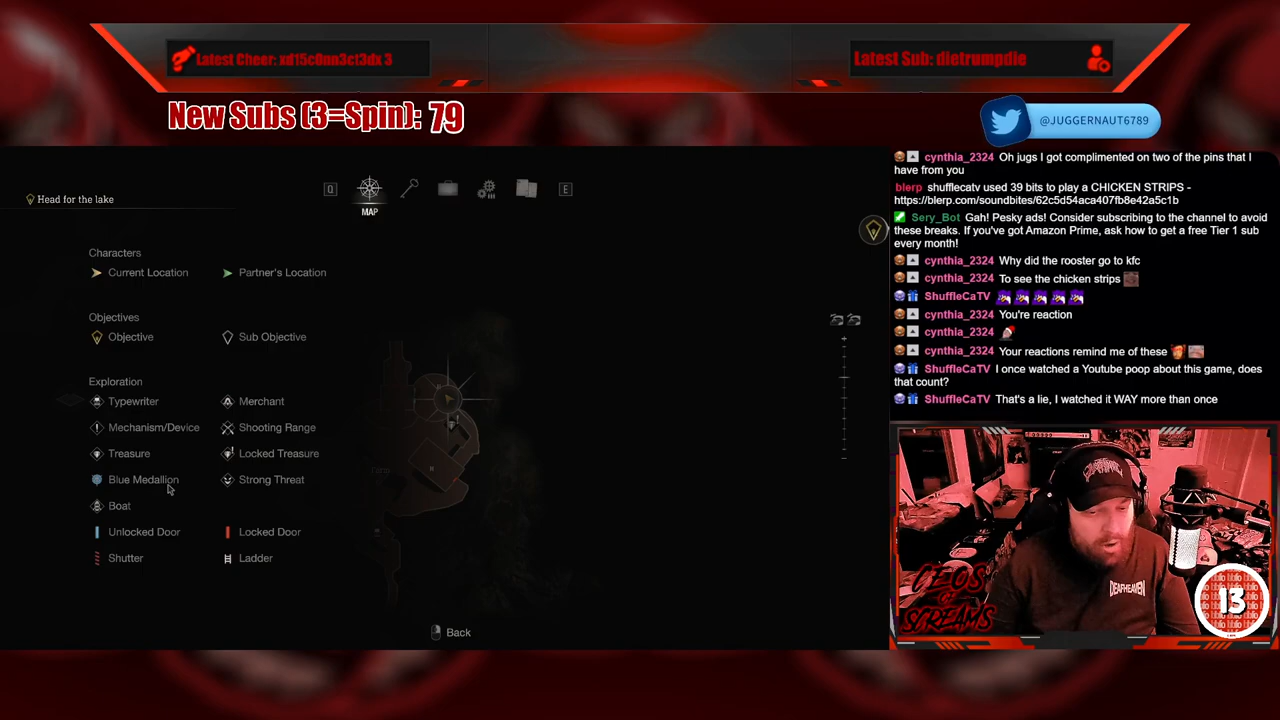 Latest Cheer: xd15c0nn3ct3dx 3
Latest Sub: dietrumpdie
New Subs (3=Spin): 79
@JUGGERNAUT6789
Head for the lake
Q
E
MAP
Characters
Current Location
Partner's Location
Objectives
Objective
Sub Objective
Exploration
Typewriter
Merchant
Mechanism/Device
Shooting Range
Treasure
Locked Treasure
Blue Medallion
Strong Threat
Boat
Unlocked Door
Locked Door
Shutter
Ladder
Back
cynthia_2324 Oh jugs I got complimented on two of the pins that I
have from you
blerp shufflecatv used 39 bits to play a CHICKEN STRIPS -
https://blerp.com/soundbites/62c5d54aca407fb8e42a5c1b
Sery_Bot Gah! Pesky ads! Consider subscribing to the channel to avoid
these breaks. If you've got Amazon Prime, ask how to get a free Tier 1 sub
every month!
cynthia_2324 Why did the rooster go to kfc
cynthia_2324 To see the chicken strips
ShuffleCaTV
cynthia_2324 You're reaction
cynthia_2324
cynthia_2324 Your reactions remind me of these
ShuffleCaTV I once watched a Youtube poop about this game, does
that count?
ShuffleCaTV That's a lie, I watched it WAY more than once
DEAFHEAVEN
CEOS
OF
SCREAMS
13